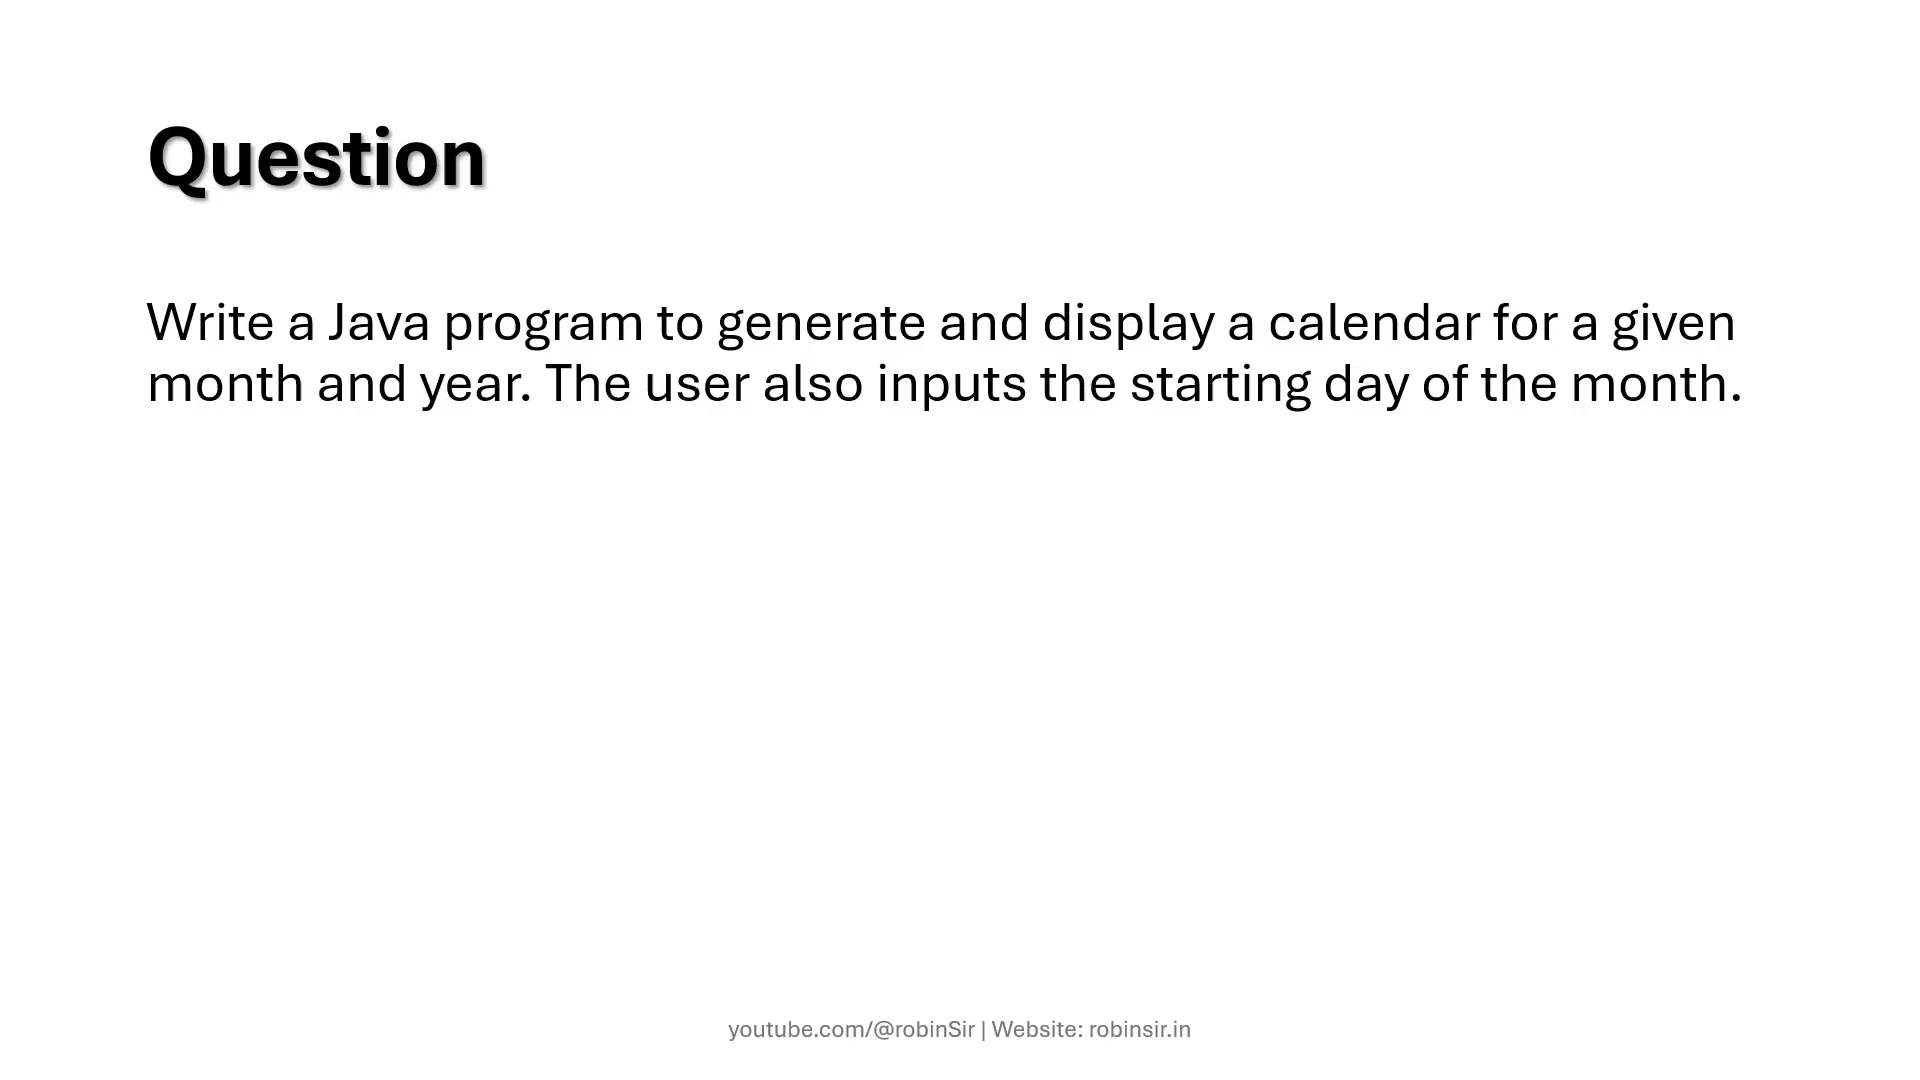 Question
Write a Java program to generate and display a calendar for a given
month and year. The user also inputs the starting day of the month.
youtube.com/@robinSir | Website: robinsir.in